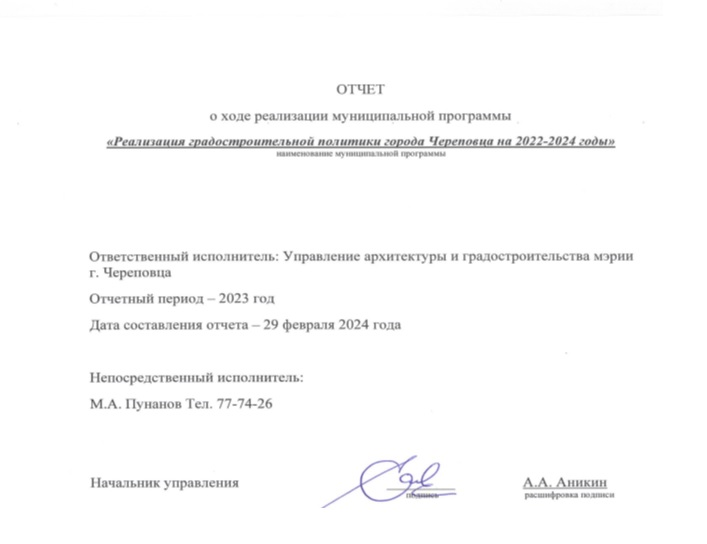 ОТЧЕТ
о ходе реализации муниципальной программы
«Реализация градостроительной политики города Череповца на 2022-2024 годы»
наименование муниципальной программы
Ответственный исполнитель: Управление архитектуры и градостроительства мэрии
г. Череповца
Отчетный период – 2023 год
Дата составления отчета – 29 февраля 2024 года
Непосредственный исполнитель:
М.А. Пунанов Тел. 77-74-26
Начальник управления
подпись
А.А. Аникин
расшифровка подписи